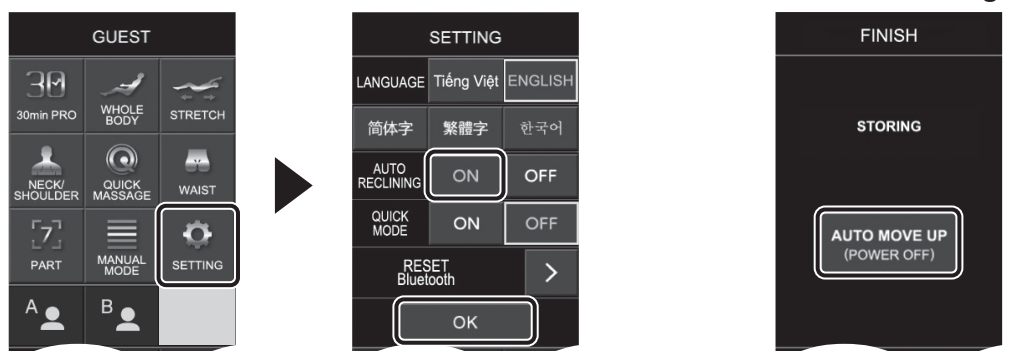 g
GUEST
30
30min PRO
WHOLE
BODY
STRETCH
NECK/
SHOULDER
QUICK
MASSAGE
WAIST
7
PART
MANUAL
MODE
SETTING
A
B
SETTING
LANGUAGE
Tiếng Việt
ENGLISH
简体字
繁體字
한국어
AUTO
RECLINING
ON
OFF
QUICK
MODE
ON
OFF
RESET
Bluetooth
>
OK
FINISH
STORING
AUTO MOVE UP
(POWER OFF)